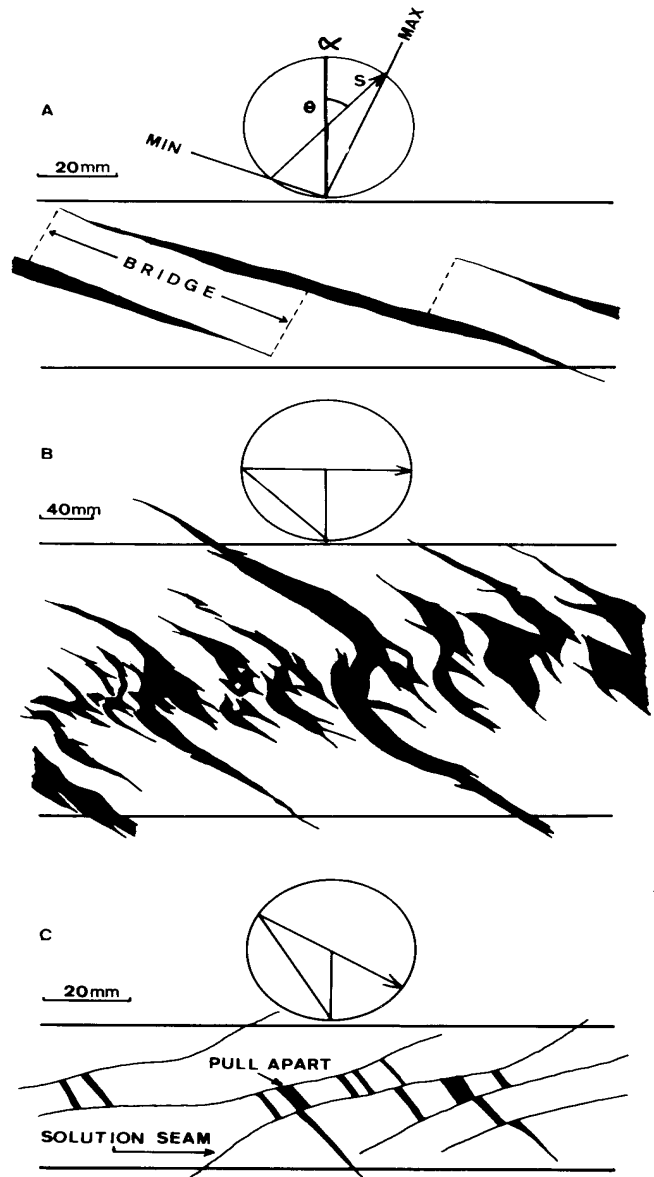 ∝
MAX
S
θ
A
MIN
20mm
BRIDGE
B
40mm
C
20mm
PULL APART
SOLUTION SEAM